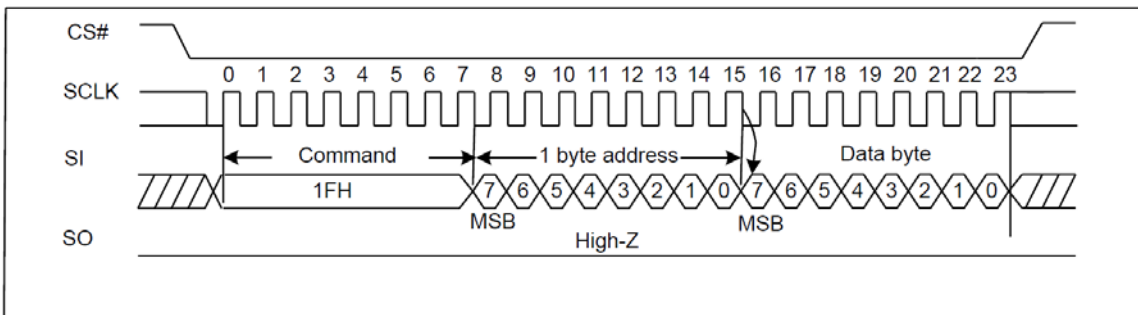 CS#
0 1 2 3 4 5 6 7 8 9 10 11 12 13 14 15 16 17 18 19 20 21 22 23
SCLK
SI Command 1 byte address Data byte
1FH 7 6 5 4 3 2 1 0 7 6 5 4 3 2 1 0
MSB MSB
SO High-Z